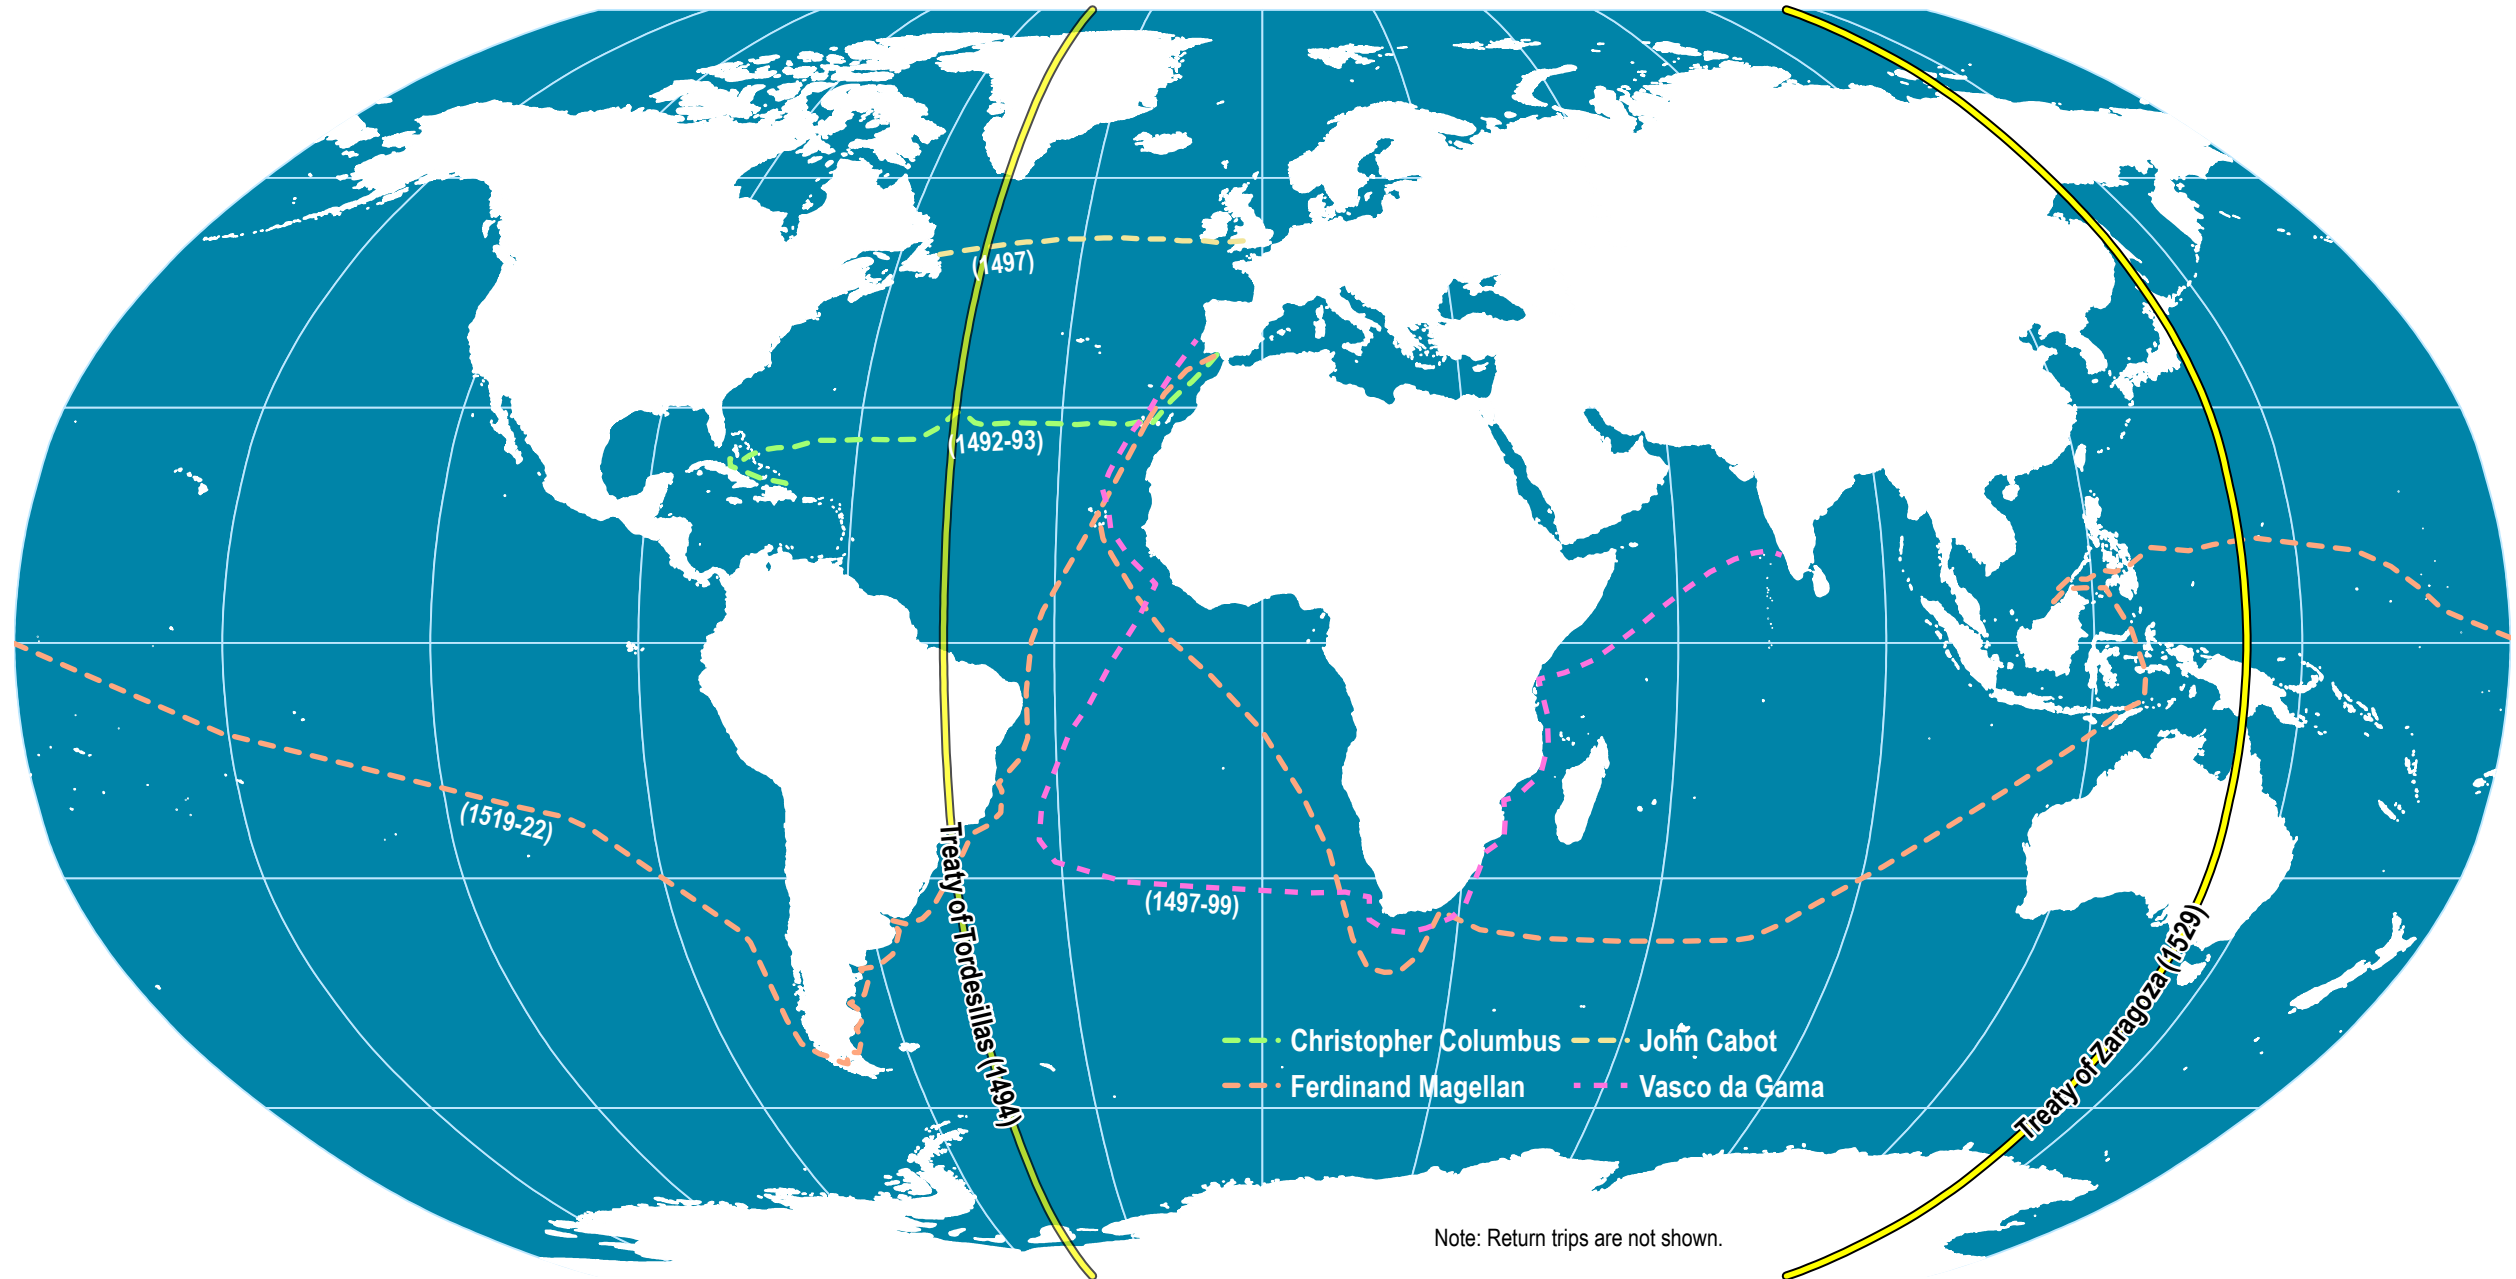 (1497)
(1492-93)
(1519-22)
(1497-99)
Treaty of Tordesillas (1494)
Treaty of Zaragoza (1529)
Christopher Columbus
John Cabot
Ferdinand Magellan
Vasco da Gama
Note: Return trips are not shown.